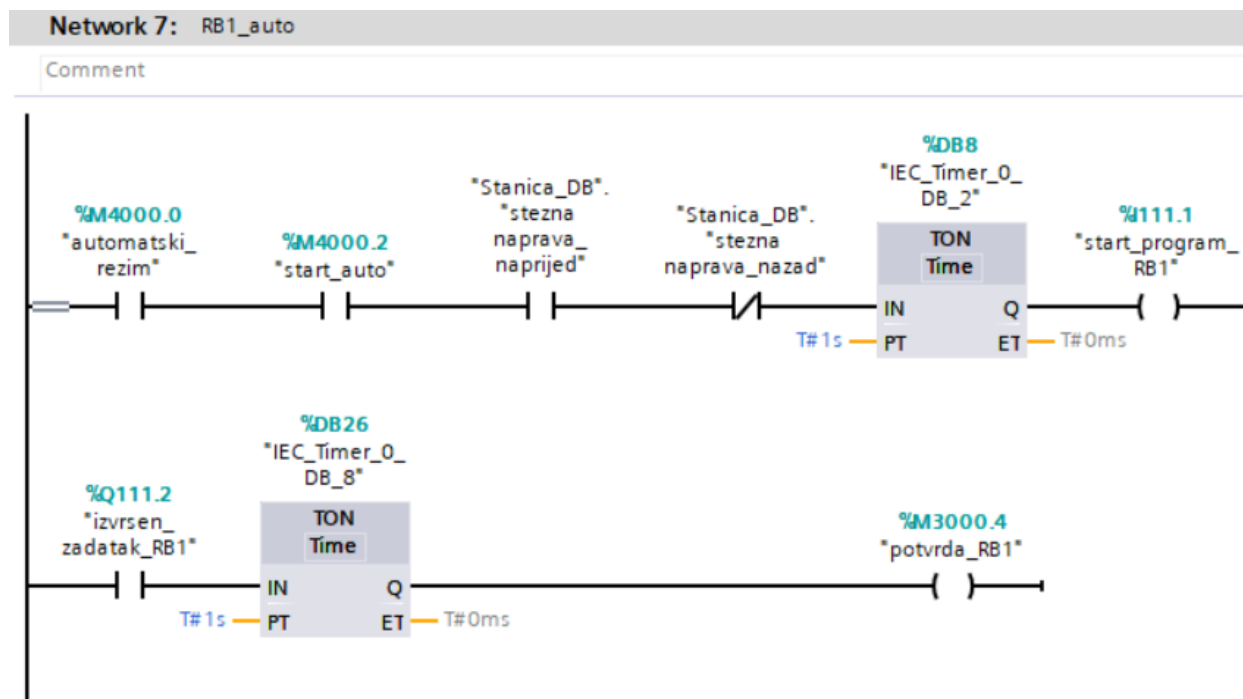 Network 7: RB1_auto
Comment
%M4000.0
"automatski_
rezim"
%M4000.2
"start_auto"
"Stanica_DB".
"stezna
naprava_
naprijed"
"Stanica_DB".
"stezna
naprava_nazad"
%DB8
"IEC_Timer_0_
DB_2"
TON
Time
IN
Q
T#1s
PT
ET
T#0ms
%I111.1
"start_program_
RB1"
%Q111.2
"izvrsen_
zadatak_RB1"
%DB26
"IEC_Timer_0_
DB_8"
TON
Time
IN
Q
T#1s
PT
ET
T#0ms
%M3000.4
"potvrda_RB1"